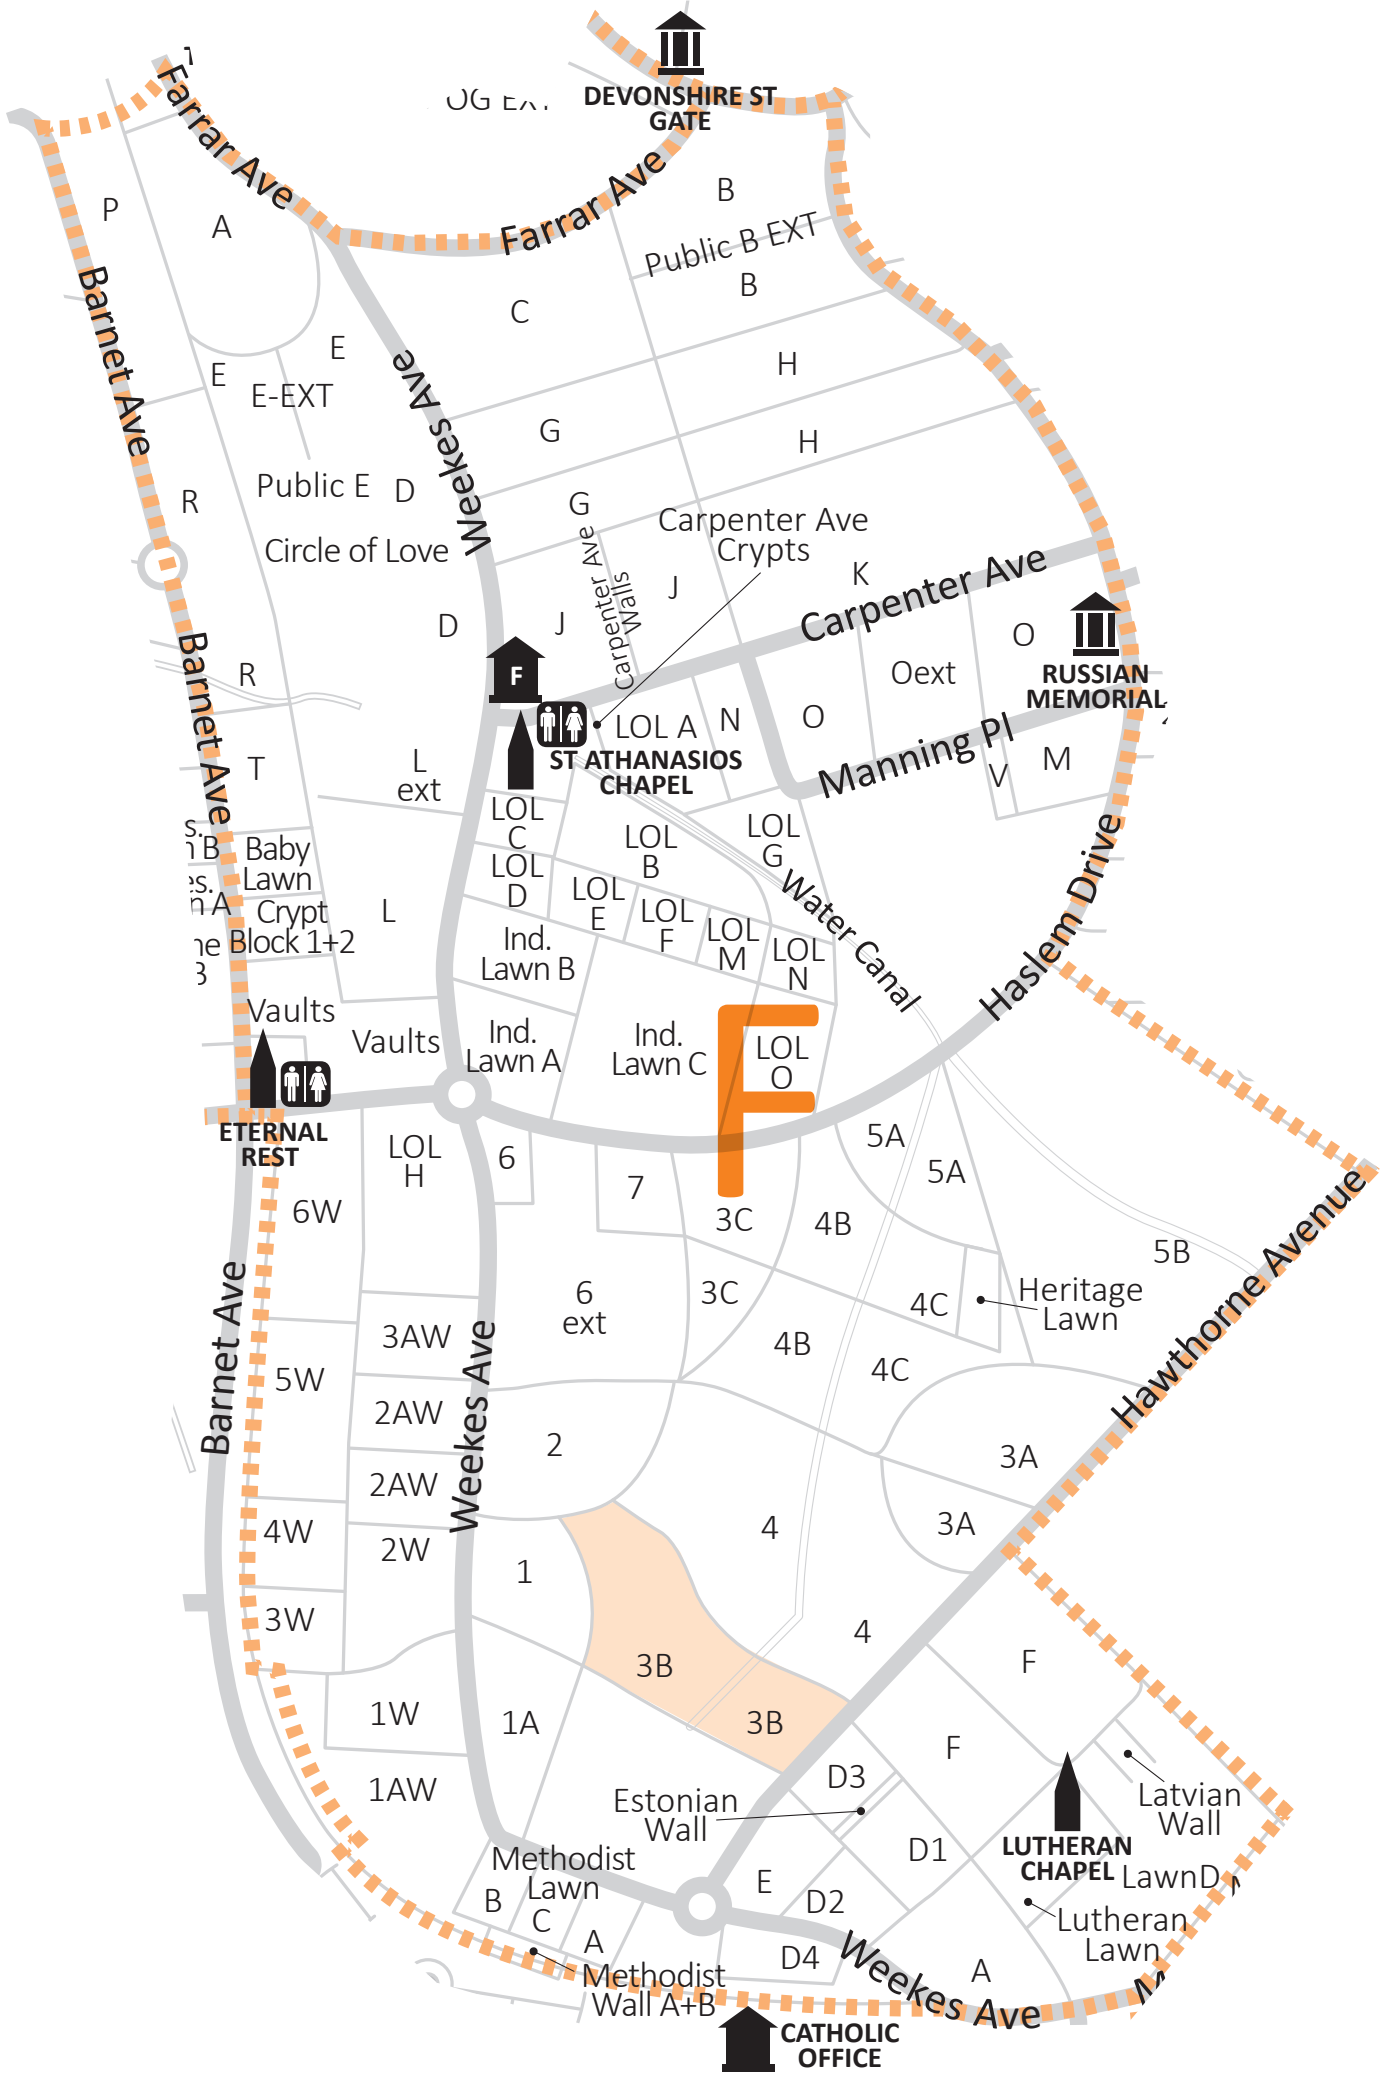 DEVONSHIRE ST
GATE
Farrar Ave
Farrar Ave
P
A
B
Public B EXT
B
Barnet Ave
C
E
E
E-EXT
Weekes Ave
H
G
H
R
Public E
D
G
Circle of Love
Carpenter Ave
Crypts
Carpenter Ave
Walls
J
J
K
Carpenter Ave
D
F
O
Oext
RUSSIAN
MEMORIAL
Barnet Ave
R
LOL A
N
O
Manning Pl
V
M
ST ATHANASIOS
CHAPEL
T
L
ext
LOL
C
LOL
B
LOL
G
Baby
Lawn
LOL
D
LOL
E
LOL
F
LOL
M
LOL
N
Water Canal
Haslem Drive
Crypt
Block 1+2
L
Ind.
Lawn B
Vaults
Vaults
Ind.
Lawn A
Ind.
Lawn C
F
LOL
O
ETERNAL
REST
LOL
H
6
7
5A
5A
6W
3C
4B
5B
Hawthorne Avenue
Barnet Ave
6
ext
3C
4C
Heritage
Lawn
3AW
Weekes Ave
4B
4C
5W
2AW
2
3A
2AW
4W
2W
4
3A
1
3W
4
3B
F
1W
1A
3B
F
1AW
D3
Estonian
Wall
Latvian
Wall
D1
LUTHERAN
CHAPEL
LawnD
Methodist
Lawn
B
C
A
E
D2
Lutheran
Lawn
D4
Weekes Ave
A
Methodist
Wall A+B
CATHOLIC
OFFICE